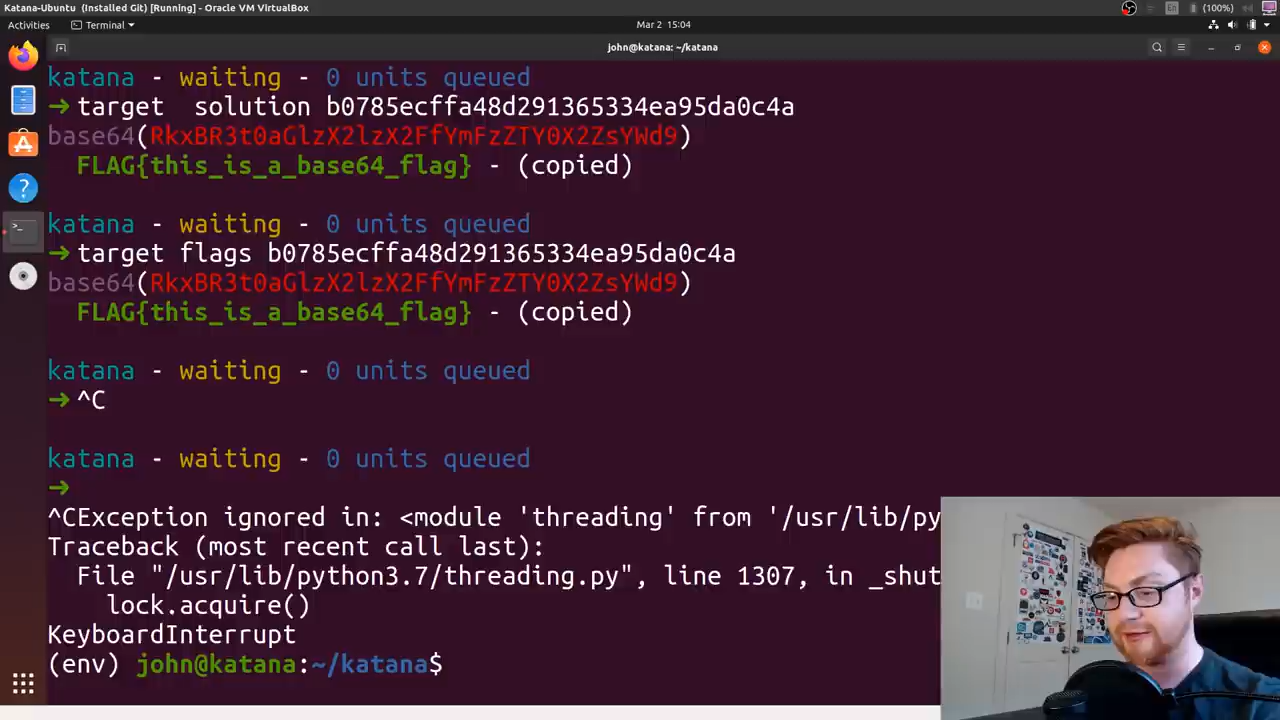 Katana-Ubuntu (Installed Git) [Running] - Oracle VM VirtualBox
(100%)
Activities
Terminal
Mar 2 15:04
En
john@katana: ~/katana
katana - waiting - 0 units queued
➜ target  solution b0785ecffa48d291365334ea95da0c4a
base64(RkxBR3t0aGlzX2lzX2FfYmFzZTY0X2ZsYWd9)
FLAG{this_is_a_base64_flag} - (copied)
katana - waiting - 0 units queued
➜ target flags b0785ecffa48d291365334ea95da0c4a
base64(RkxBR3t0aGlzX2lzX2FfYmFzZTY0X2ZsYWd9)
FLAG{this_is_a_base64_flag} - (copied)
katana - waiting - 0 units queued
➜ ^C
katana - waiting - 0 units queued
➜
^CException ignored in: <module 'threading' from '/usr/lib/py
Traceback (most recent call last):
File "/usr/lib/python3.7/threading.py", line 1307, in _shut
lock.acquire()
KeyboardInterrupt
(env) john@katana:~/katana$